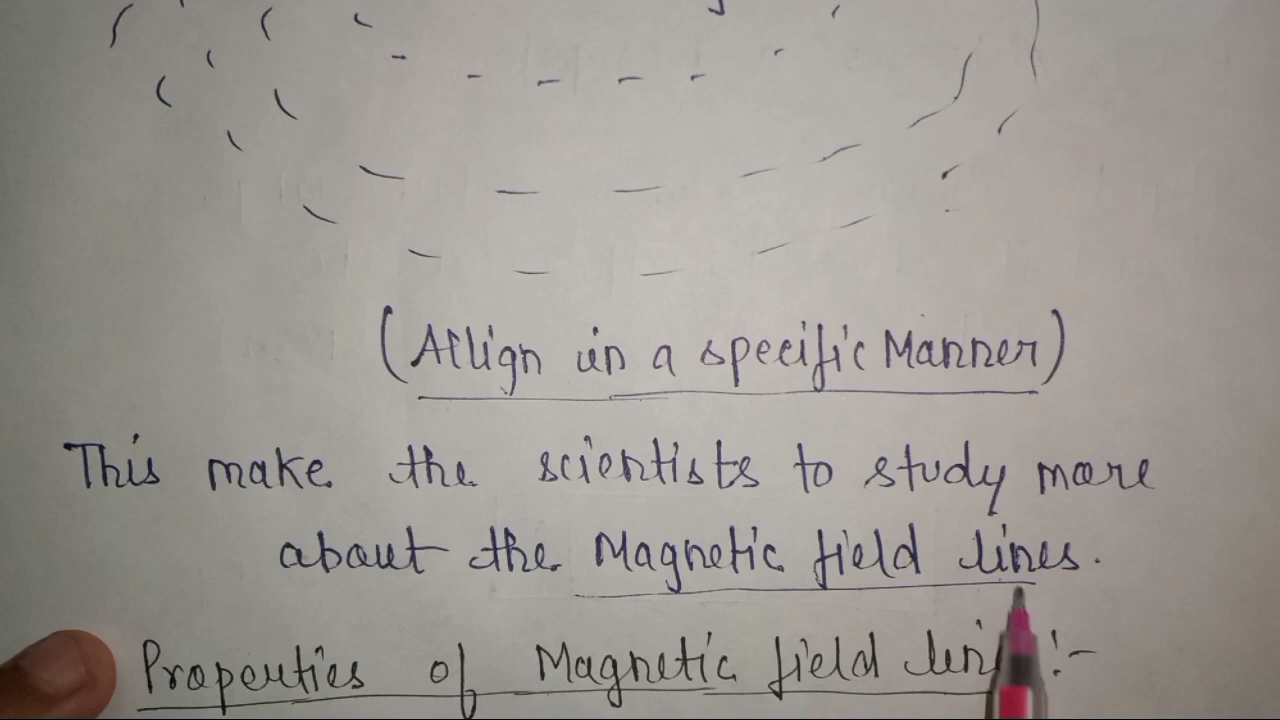 (Allign in a specific Manner)
This make the scientists to study more
about the Magnetic field lines.
Properties of Magnetic field line :-